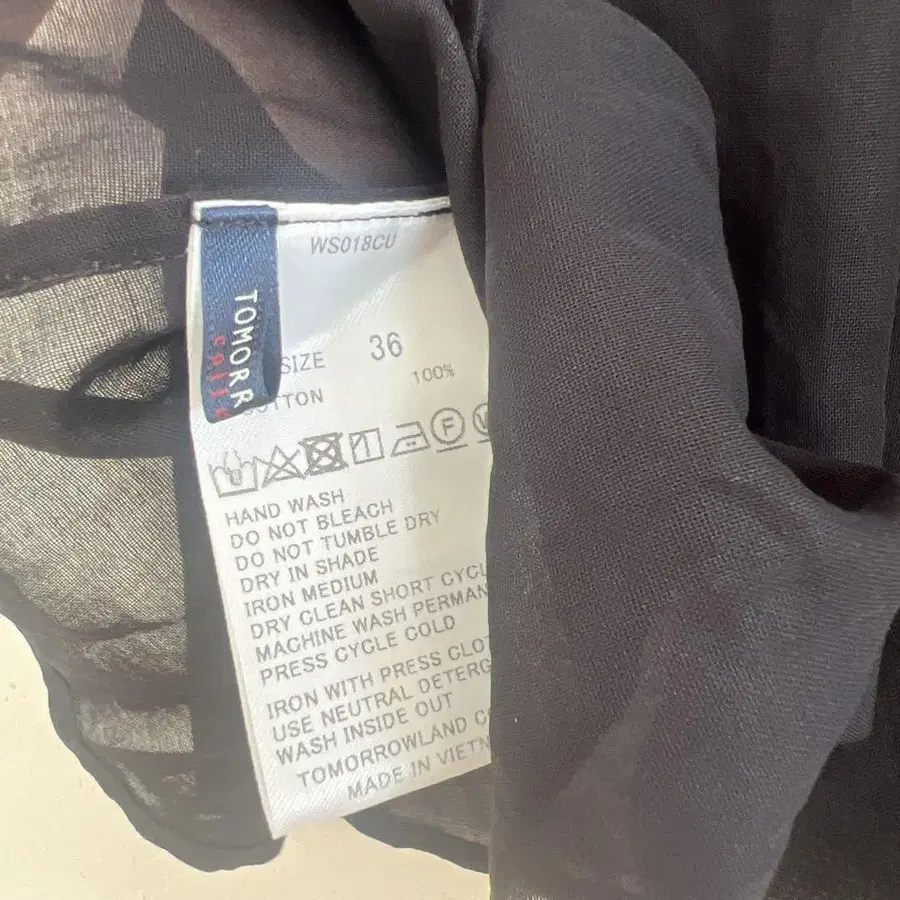 WS018CU
TOMORR
SIZE 36
COTTON 100%
F
HAND WASH
DO NOT BLEACH
DO NOT TUMBLE DRY
DRY IN SHADE
IRON MEDIUM
DRY CLEAN SHORT CYCL
MACHINE WASH PERMAN
PRESS CYCLE COLD
IRON WITH PRESS CLOT
USE NEUTRAL DETERG
WASH INSIDE OUT
TOMORROWLAND C
MADE IN VIETN